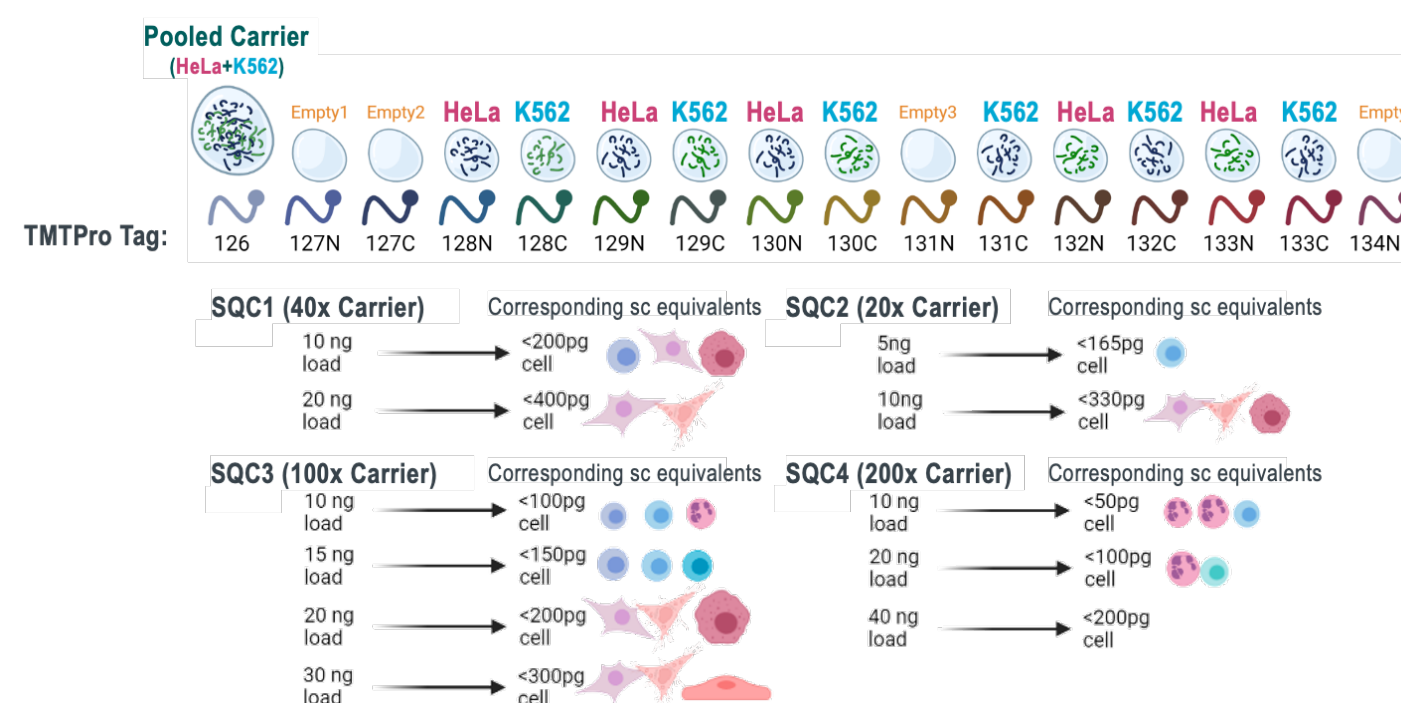 Pooled Carrier
(HeLa+K562)
Empty1 Empty2 HeLa K562 HeLa K562 HeLa K562 Empty3 K562 HeLa K562 HeLa K562 Empty
TMTPro Tag: 126 127N 127C 128N 128C 129N 129C 130N 130C 131N 131C 132N 132C 133N 133C 134N
SQC1 (40x Carrier) Corresponding sc equivalents
10 ng load <200pg cell
20 ng load <400pg cell
SQC2 (20x Carrier) Corresponding sc equivalents
5ng load <165pg cell
10ng load <330pg cell
SQC3 (100x Carrier) Corresponding sc equivalents
10 ng load <100pg cell
15 ng load <150pg cell
20 ng load <200pg cell
30 ng load <300pg cell
SQC4 (200x Carrier) Corresponding sc equivalents
10 ng load <50pg cell
20 ng load <100pg cell
40 ng load <200pg cell